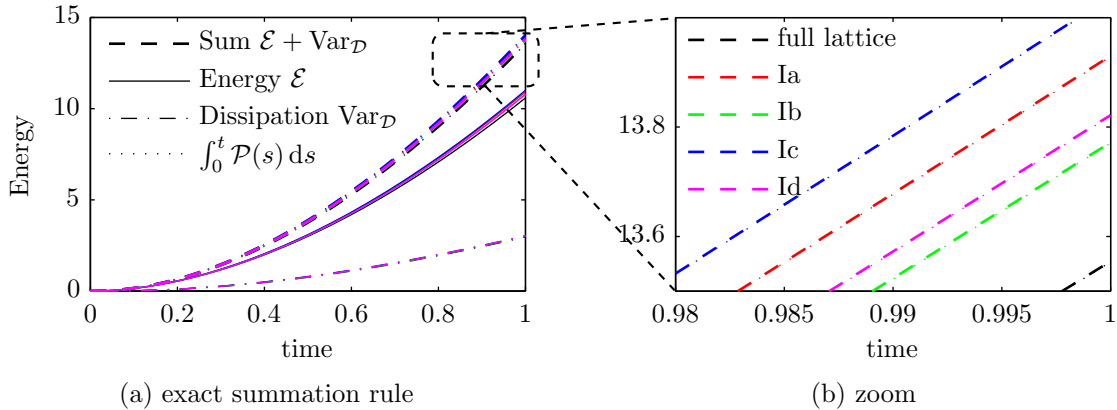 15
10
5
0
Energy
Sum ℰ + Var_𝒟
Energy ℰ
Dissipation Var_𝒟
∫₀ᵗ 𝒫(s) ds
0 0.2 0.4 0.6 0.8 1
time
(a) exact summation rule
13.8
13.6
full lattice
Ia
Ib
Ic
Id
0.98 0.985 0.99 0.995 1
time
(b) zoom